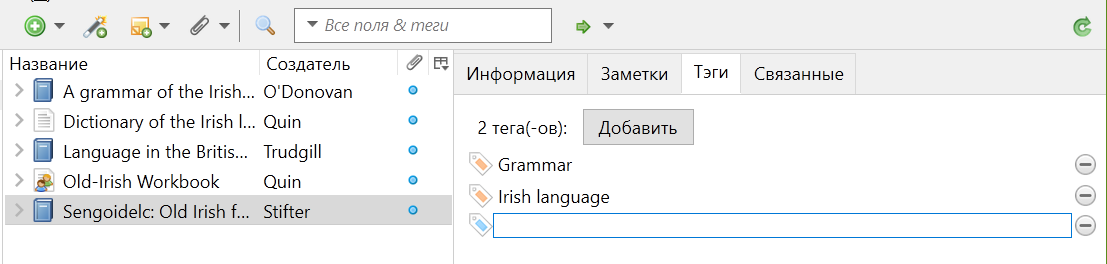 Все поля & теги
Название Создатель
A grammar of the Irish... O'Donovan
Dictionary of the Irish l... Quin
Language in the Britis... Trudgill
Old-Irish Workbook Quin
Sengoidelc: Old Irish f... Stifter
Информация Заметки Тэги Связанные
2 тега(-ов): Добавить
Grammar
Irish language